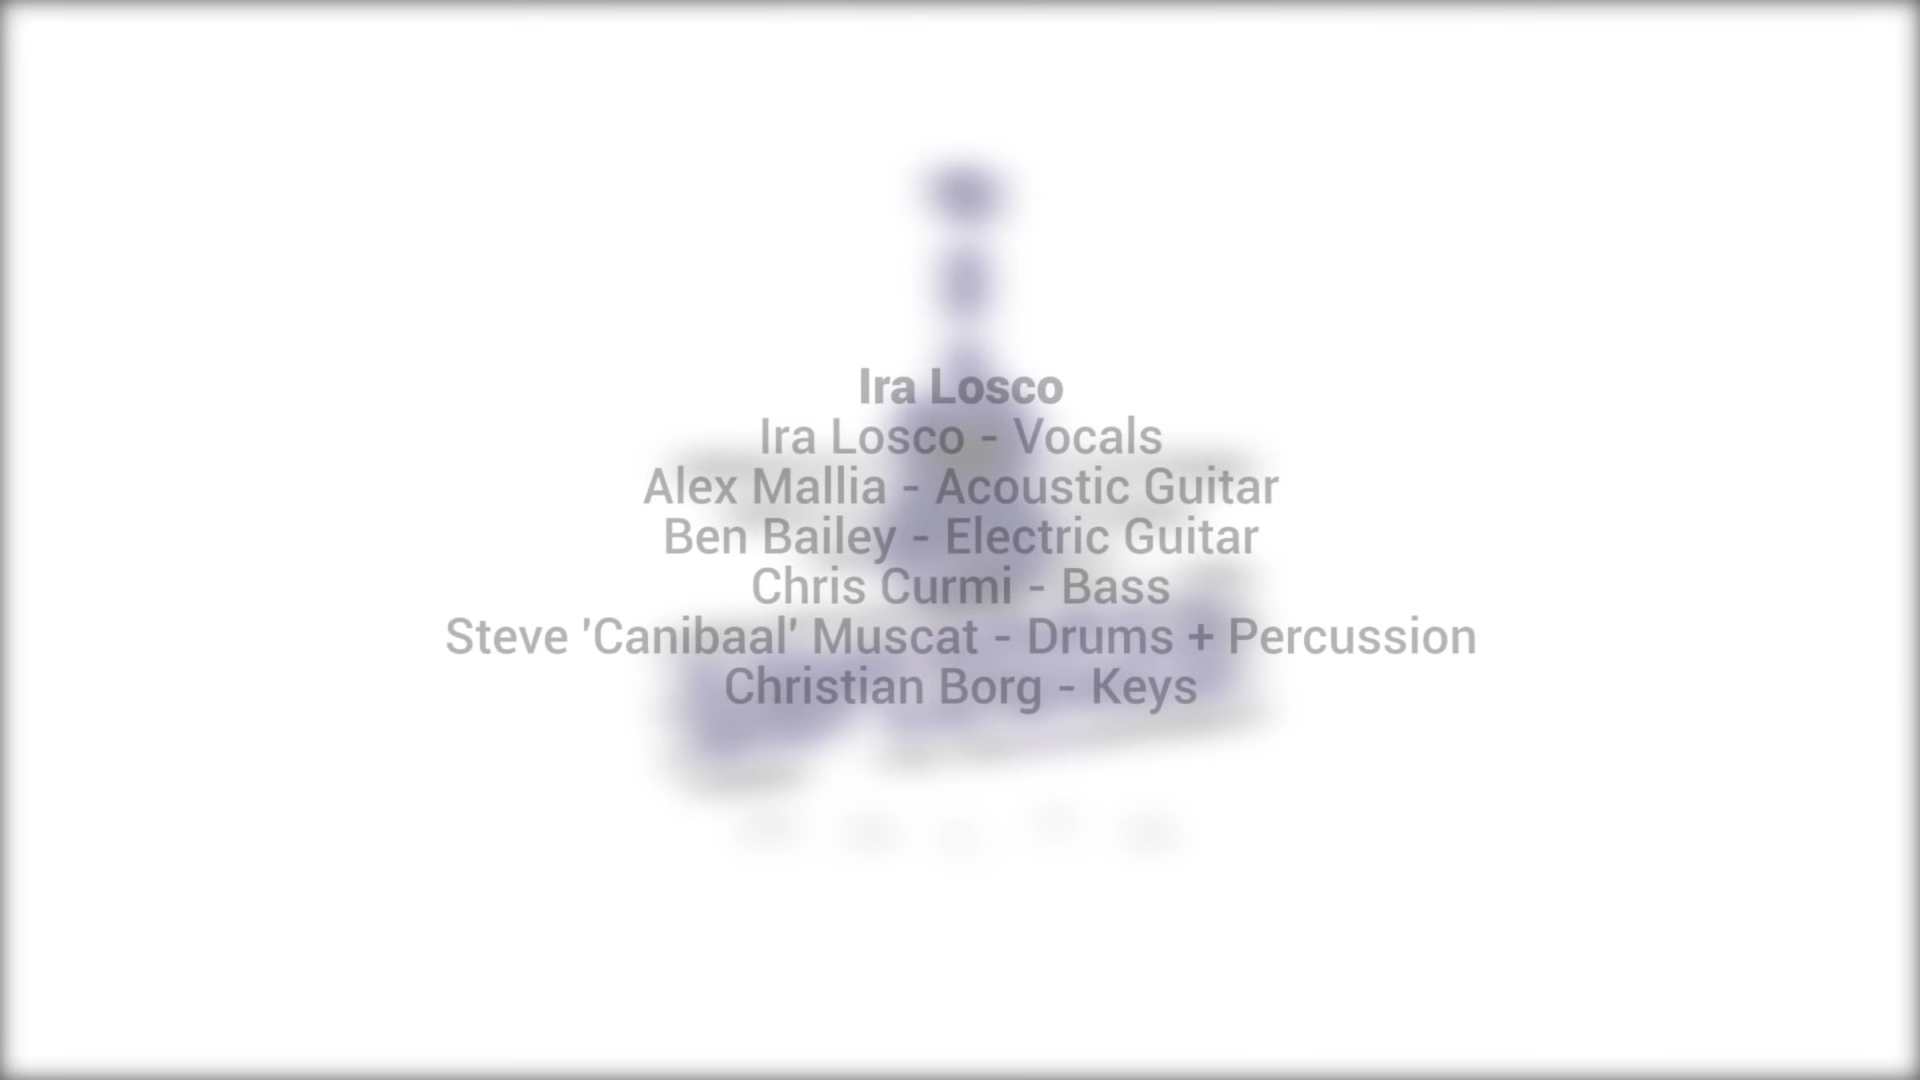 Ira Losco
Ira Losco - Vocals
Alex Mallia - Acoustic Guitar
Ben Bailey - Electric Guitar
Chris Curmi - Bass
Steve 'Canibaal' Muscat - Drums + Percussion
Christian Borg - Keys